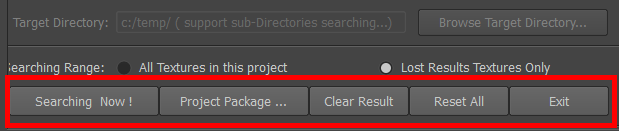 Target Directory: c:/temp/ ( support sub-Directories searching...) Browse Target Directory...
Searching Range: All Textures in this project Lost Results Textures Only
Searching Now ! Project Package ... Clear Result Reset All Exit